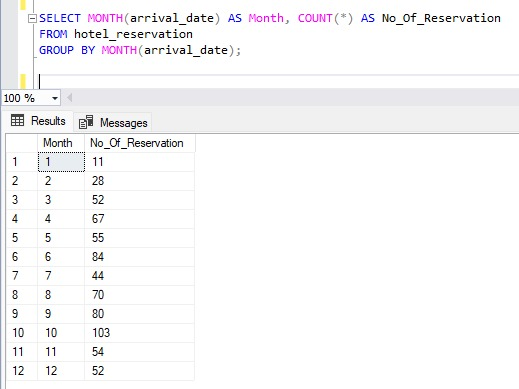 SELECT MONTH(arrival_date) AS Month, COUNT(*) AS No_Of_Reservation
FROM hotel_reservation
GROUP BY MONTH(arrival_date);
100 %
Results Messages
Month No_Of_Reservation
1 1 11
2 2 28
3 3 52
4 4 67
5 5 55
6 6 84
7 7 44
8 8 70
9 9 80
10 10 103
11 11 54
12 12 52